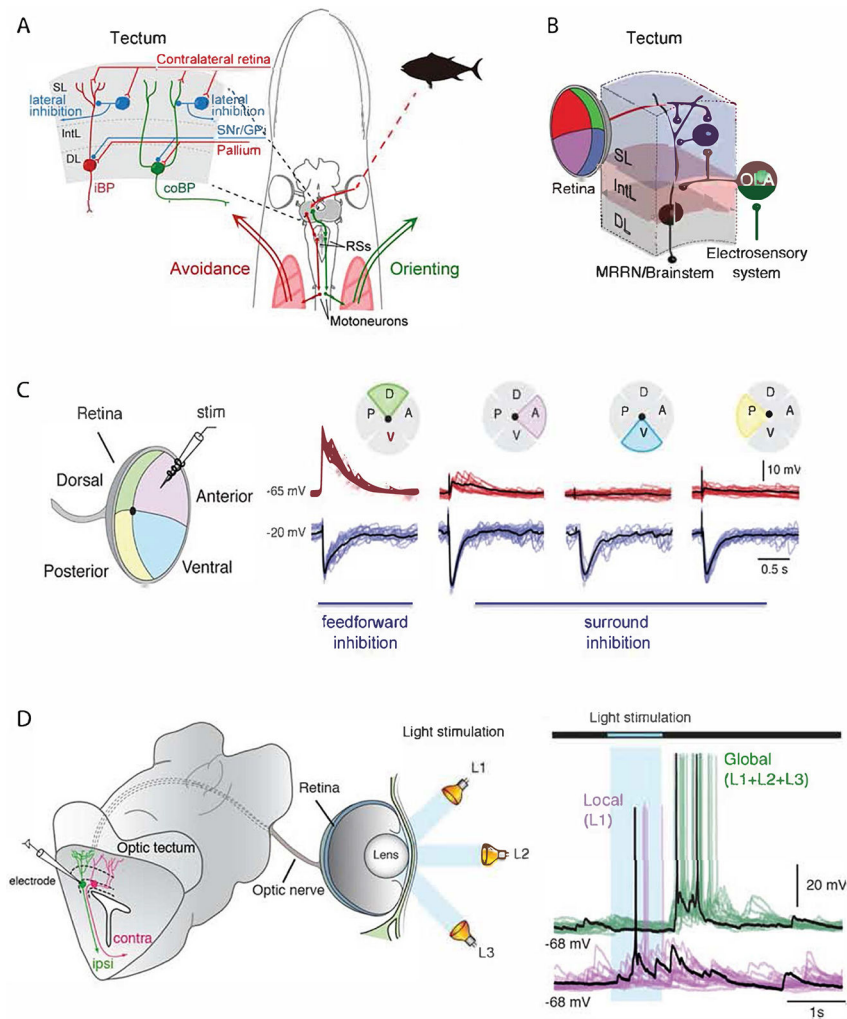 A
Tectum
Contralateral retina
SL
lateral
inhibition
lateral
inhibition
IntL
SNr/GPi
DL
Pallium
iBP
coBP
RSs
Avoidance
Orienting
Motoneurons
B
Tectum
SL
Retina
IntL
OLA
DL
Electrosensory
system
MRRN/Brainstem
C
Retina
stim
Dorsal
Anterior
Posterior
Ventral
D
P A
V
D
P A
V
D
P A
V
D
P A
V
10 mV
-65 mV
-20 mV
0.5 s
feedforward
inhibition
surround
inhibition
D
Light stimulation
L1
Retina
Optic tectum
Lens
L2
electrode
Optic nerve
contra
ipsi
L3
Light stimulation
Global
(L1+L2+L3)
Local
(L1)
20 mV
-68 mV
-68 mV
1s